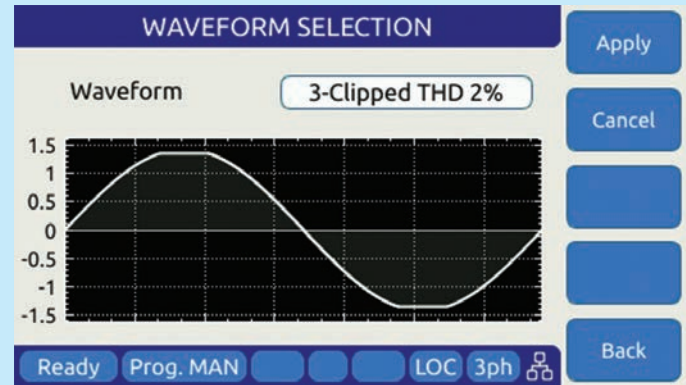 WAVEFORM SELECTION
Waveform
3-Clipped THD 2%
1.5
1
0.5
0
-0.5
-1
-1.5
Ready
Prog. MAN
LOC
3ph
Apply
Cancel
Back